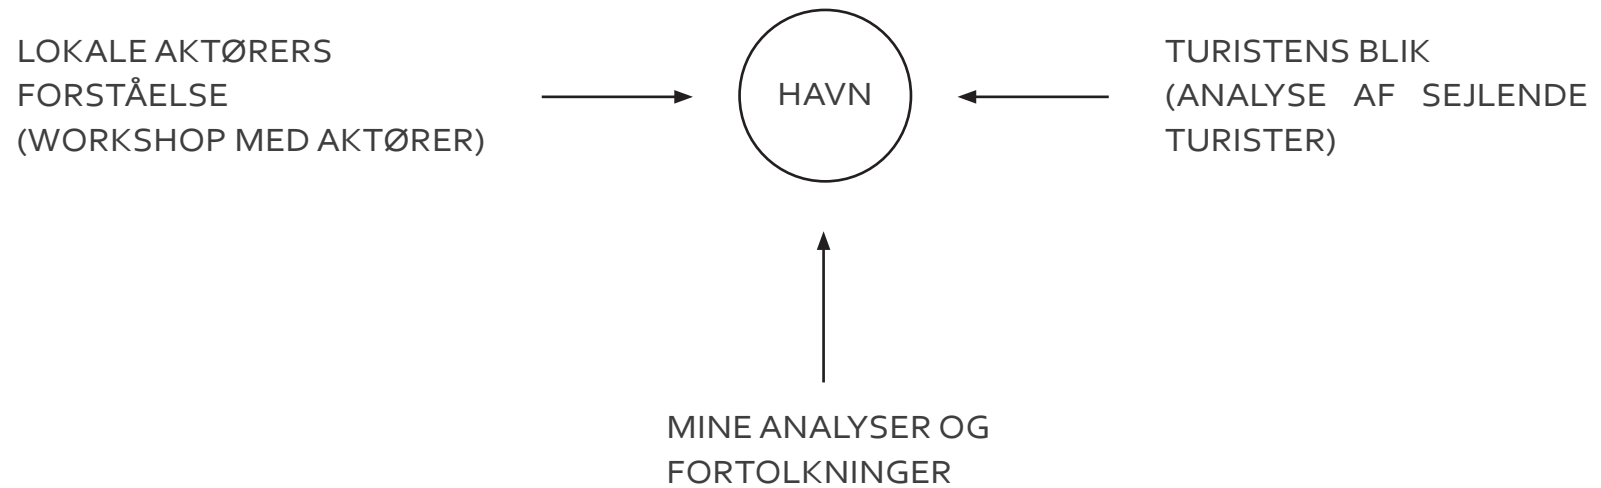 LOKALE AKTØRERS
FORSTÅELSE
(WORKSHOP MED AKTØRER)
HAVN
TURISTENS BLIK
(ANALYSE AF SEJLENDE
TURISTER)
MINE ANALYSER OG
FORTOLKNINGER